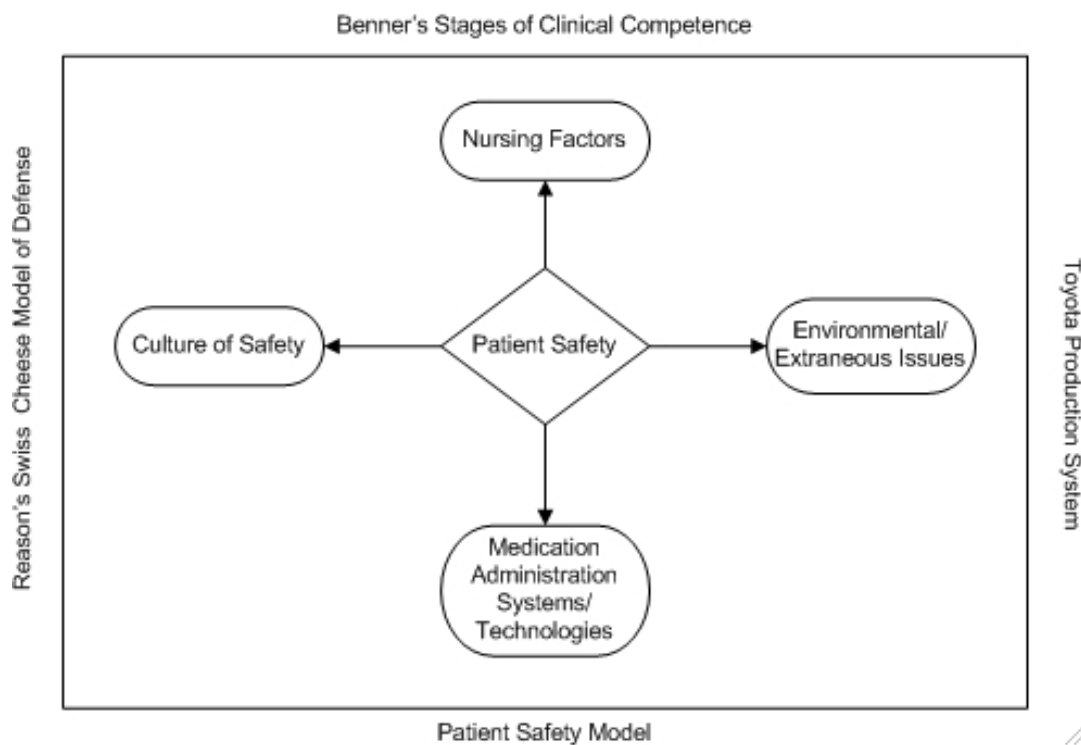 Benner's Stages of Clinical Competence
Nursing Factors
Reason's Swiss Cheese Model of Defense
Culture of Safety
Patient Safety
Environmental/
Extraneous Issues
Toyota Production System
Medication
Administration
Systems/
Technologies
Patient Safety Model